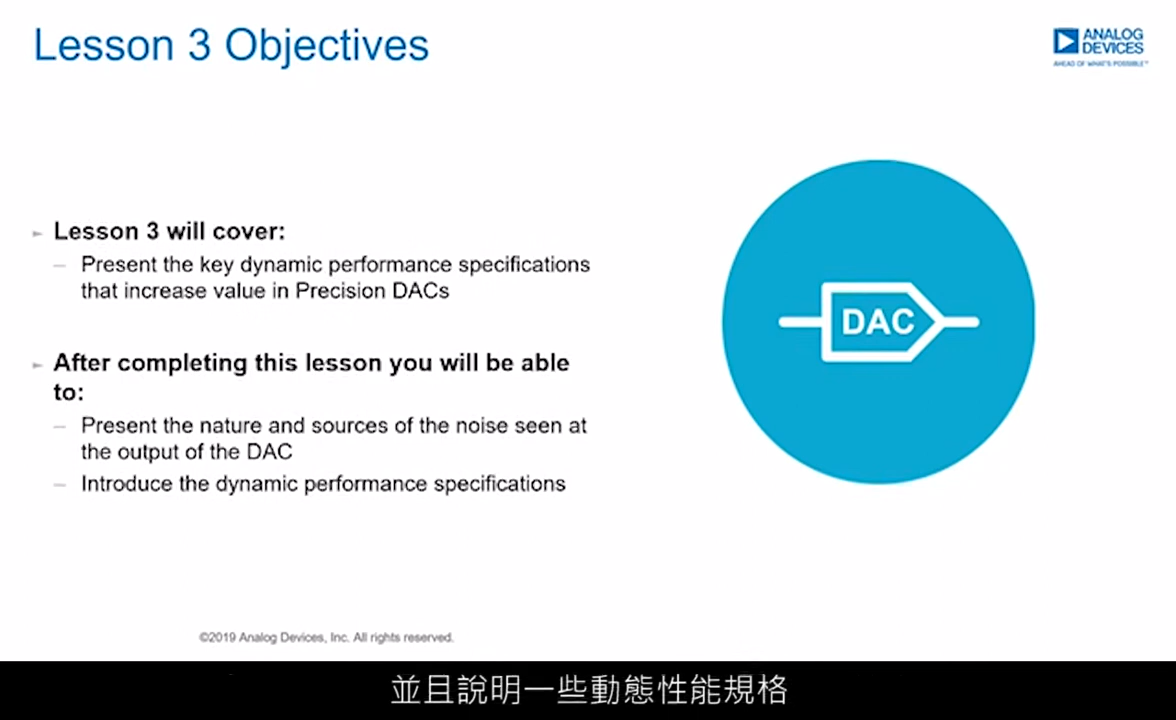 Lesson 3 Objectives
ANALOG
DEVICES
AHEAD OF WHAT'S POSSIBLE™
Lesson 3 will cover:
– Present the key dynamic performance specifications
that increase value in Precision DACs
After completing this lesson you will be able
to:
– Present the nature and sources of the noise seen at
the output of the DAC
– Introduce the dynamic performance specifications
DAC
©2019 Analog Devices, Inc. All rights reserved.
並且說明一些動態性能規格